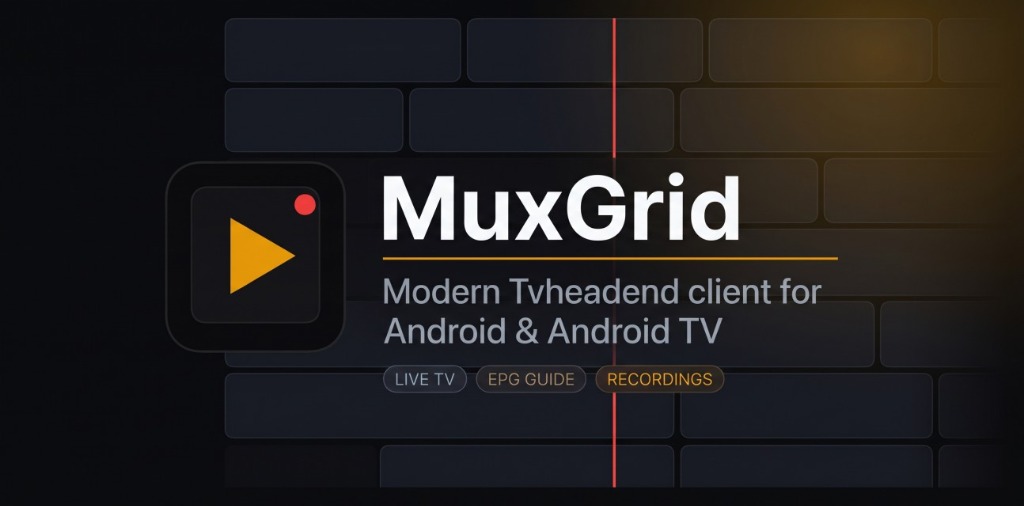 MuxGrid
Modern Tvheadend client for
Android & Android TV
LIVE TV EPG GUIDE RECORDINGS